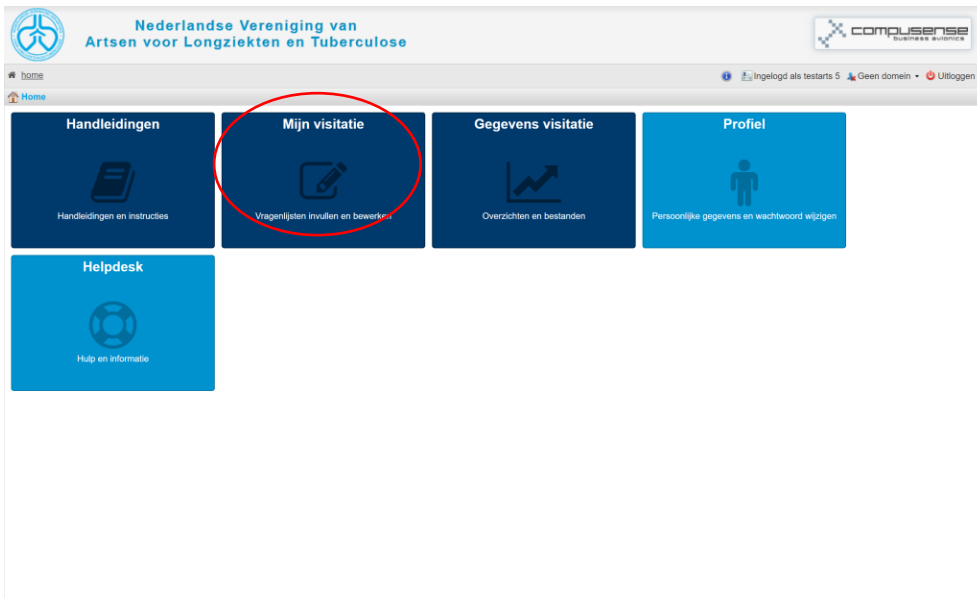 Nederlandse Vereniging van
Artsen voor Longziekten en Tuberculose
compusense
business avionics
home
Ingelogd als testarts 5 Geen domein Uitloggen
Home
Handleidingen
Handleidingen en instructies
Mijn visitatie
Vragenlijsten invullen en bewerken
Gegevens visitatie
Overzichten en bestanden
Profiel
Persoonlijke gegevens en wachtwoord wijzigen
Helpdesk
Hulp en informatie